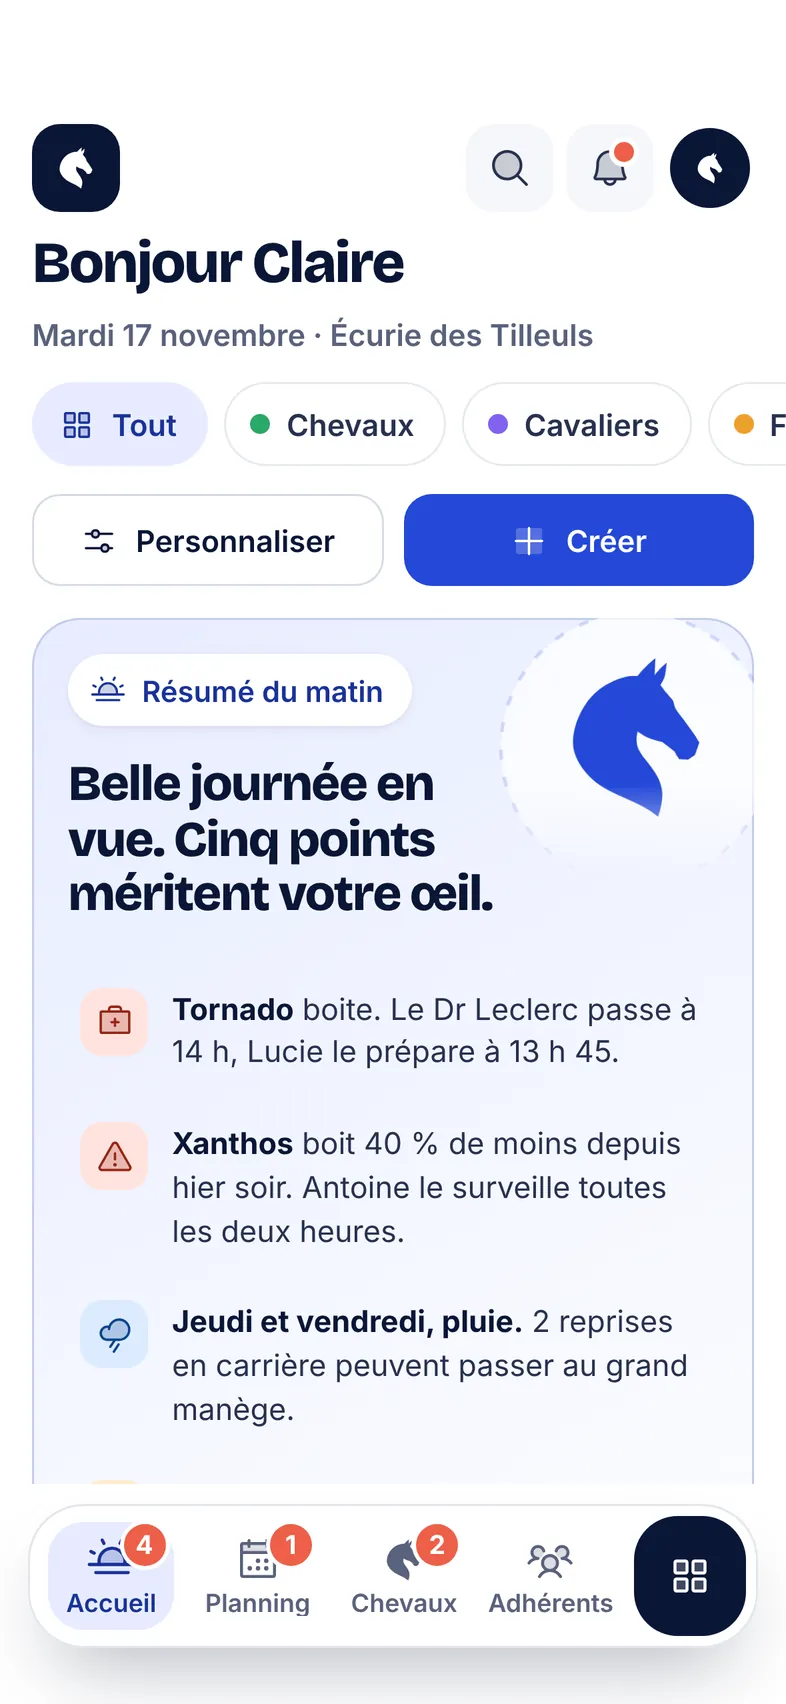 Bonjour Claire
Mardi 17 novembre · Écurie des Tilleuls
Tout
Chevaux
Cavaliers
F
Personnaliser
Créer
Résumé du matin
Belle journée en
vue. Cinq points
méritent votre œil.
Tornado boite. Le Dr Leclerc passe à
14 h, Lucie le prépare à 13 h 45.
Xanthos boit 40 % de moins depuis
hier soir. Antoine le surveille toutes
les deux heures.
Jeudi et vendredi, pluie. 2 reprises
en carrière peuvent passer au grand
manège.
4
1
2
Accueil
Planning
Chevaux
Adhérents